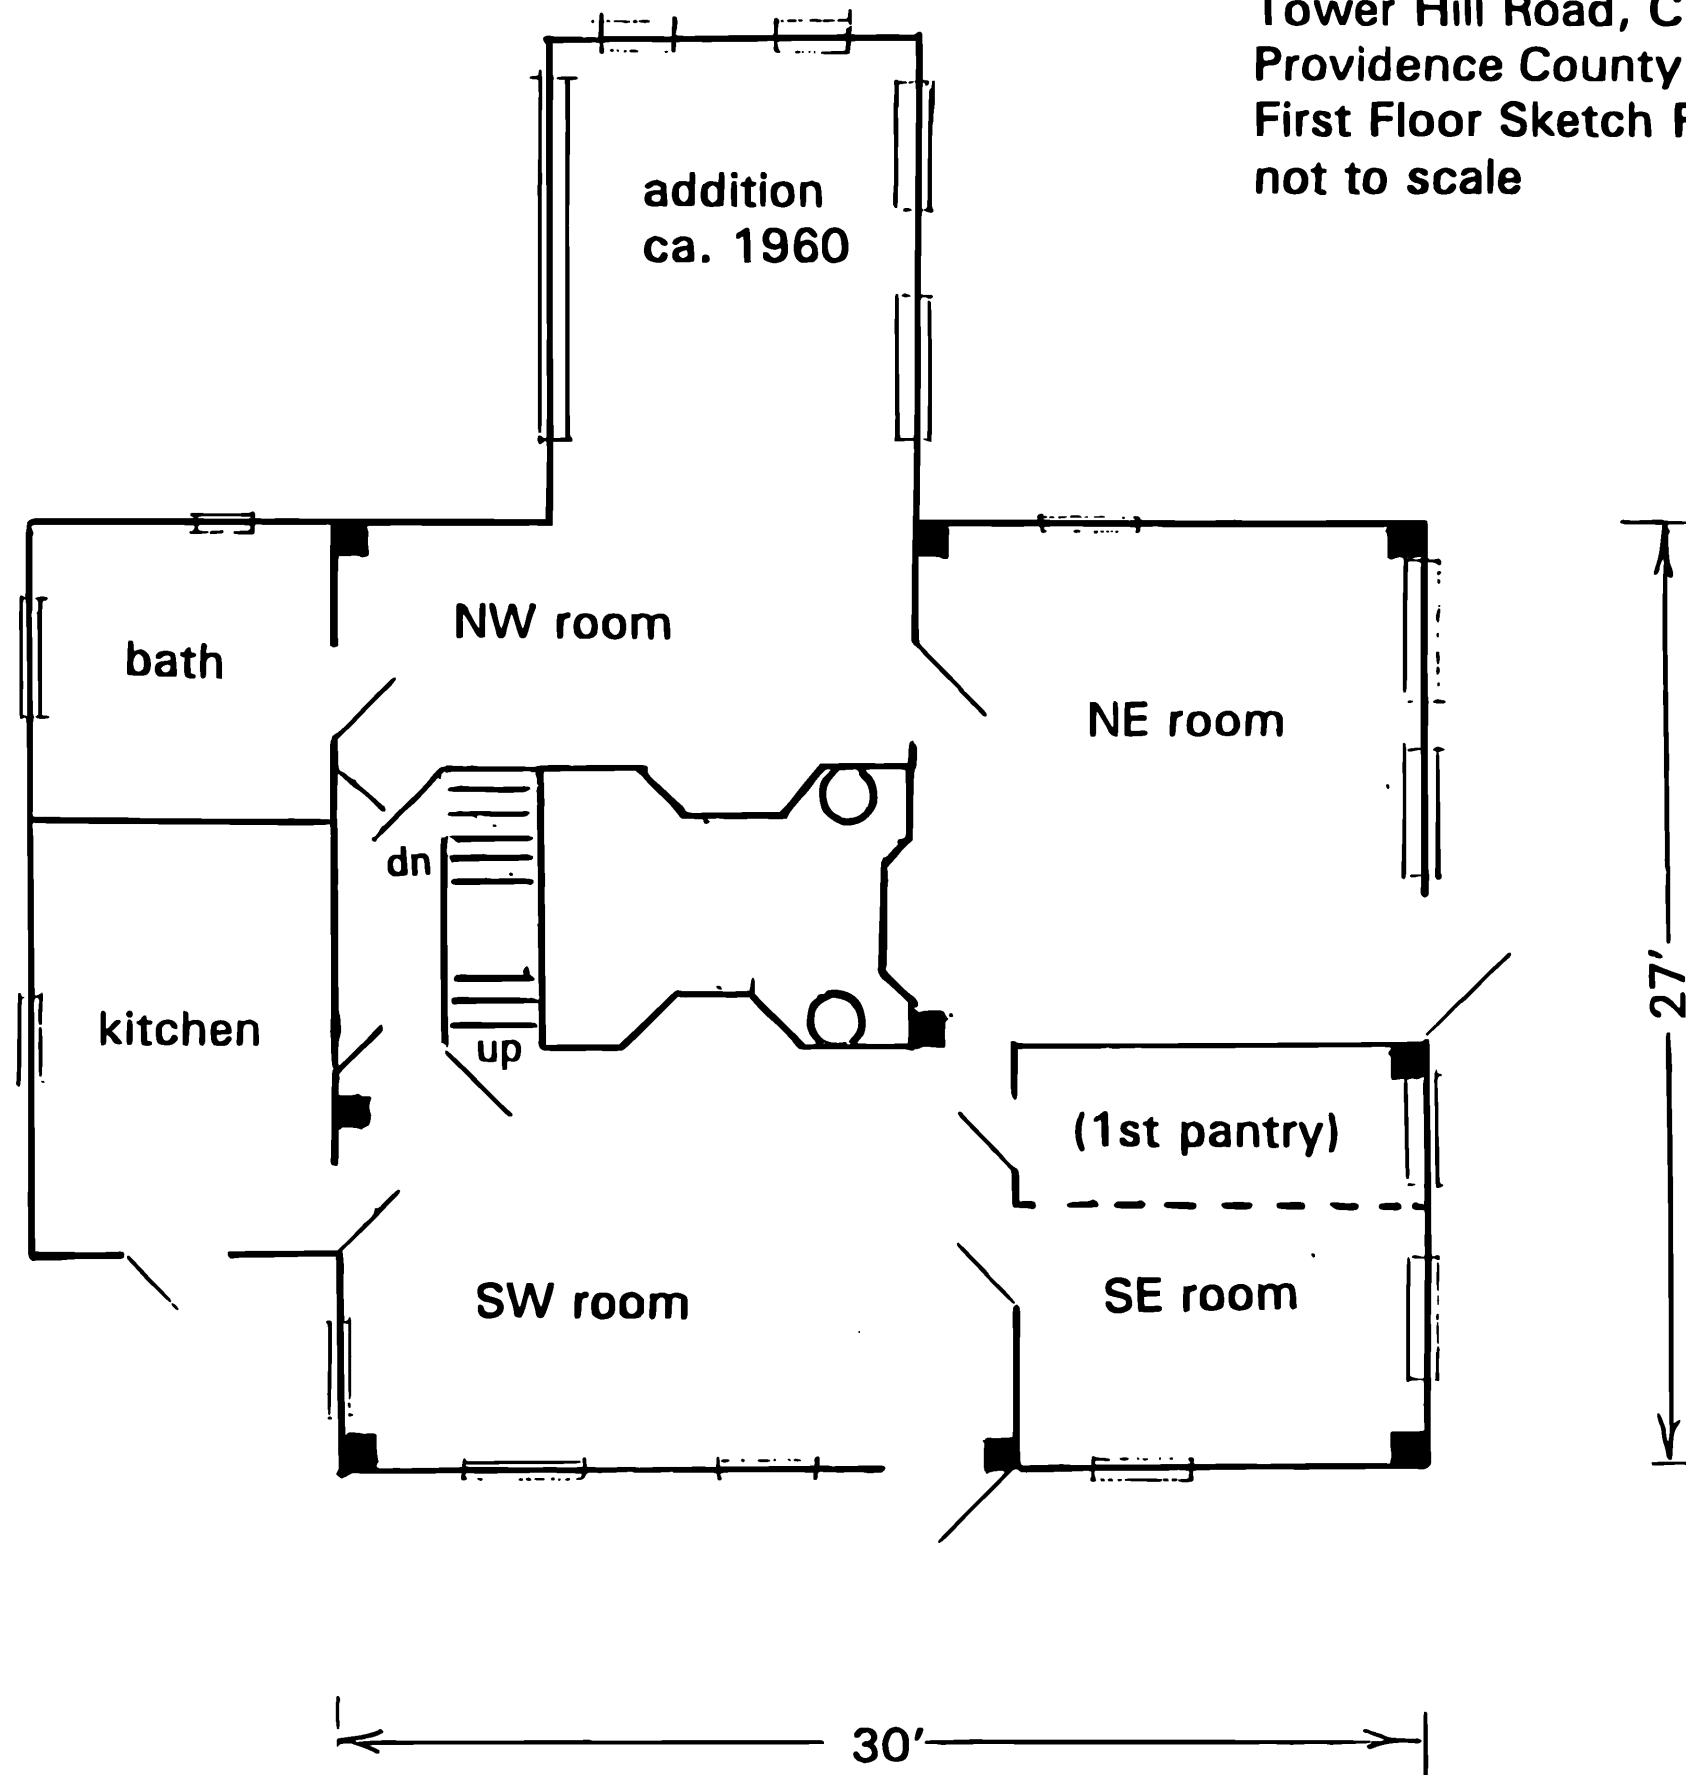 Tower Hill Road, C
Providence County
First Floor Sketch
not to scale
addition
ca. 1960
NW room
bath
NE room
dn
kitchen
up
27'
(1st pantry)
SE room
SW room
30'